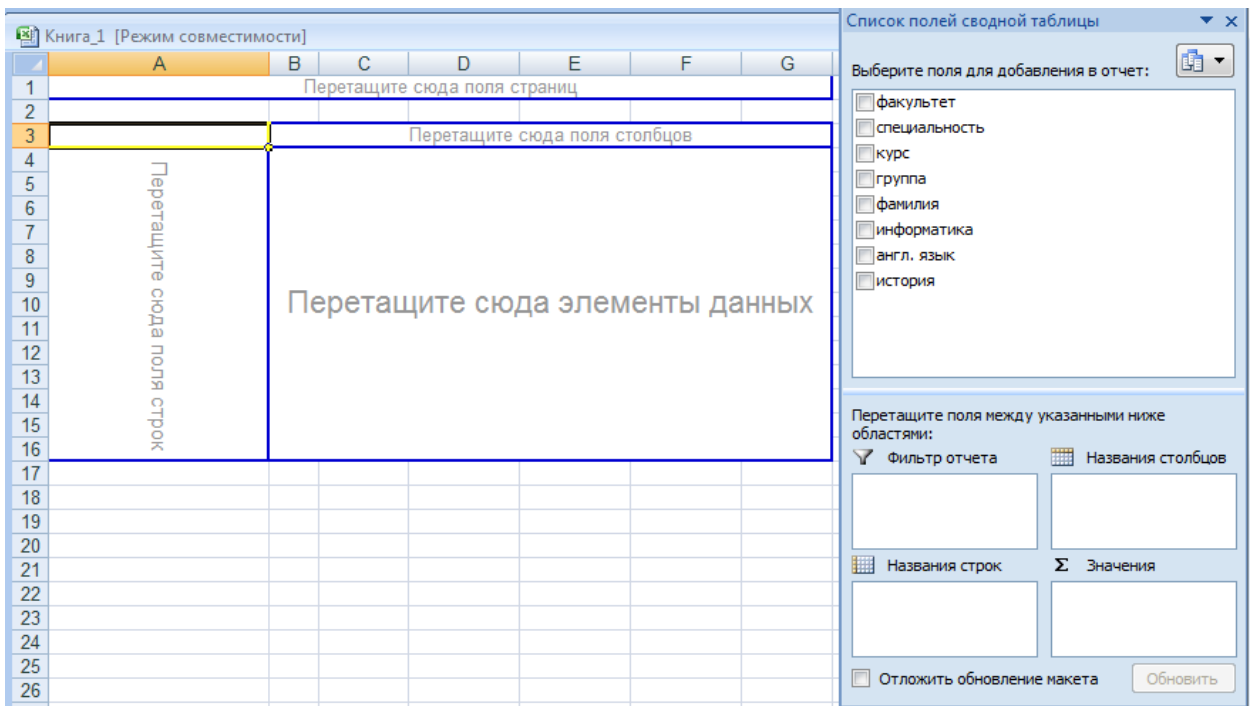 Книга_1 [Режим совместимости]
A B C D E F G
1 Перетащите сюда поля страниц
2
3 Перетащите сюда поля столбцов
4
5
6
7
8
9
10
11
12
13
14
15
16
17
18
19
20
21
22
23
24
25
26
Перетащите сюда поля строк
Перетащите сюда элементы данных
Список полей сводной таблицы
Выберите поля для добавления в отчет:
факультет
специальность
курс
группа
фамилия
информатика
англ. язык
история
Перетащите поля между указанными ниже
областями:
Фильтр отчета
Названия столбцов
Названия строк
Σ Значения
Отложить обновление макета
Обновить